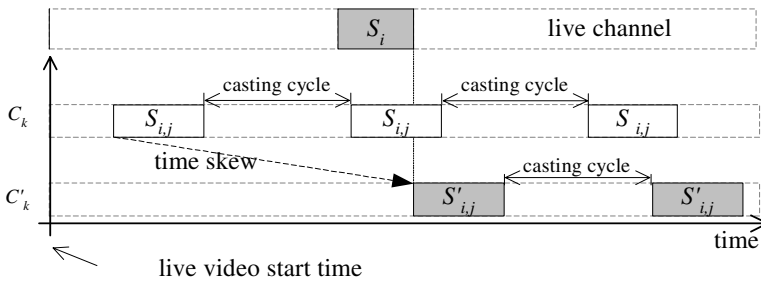 S_i live channel
casting cycle casting cycle
C_k S_{i,j} S_{i,j} S_{i,j}
time skew casting cycle
C'_k S'_{i,j} S'_{i,j}
time
live video start time